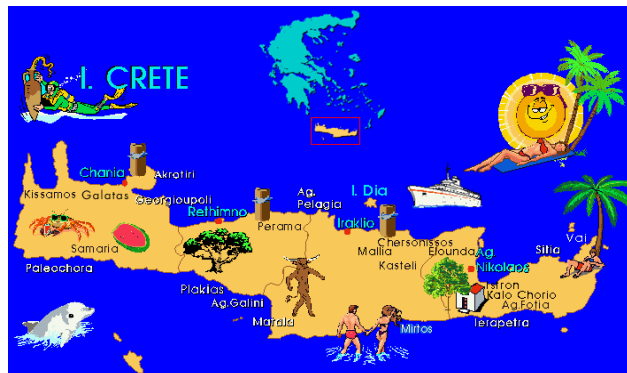 I. CRETE
Chania
Akrotiri
Kissamos
Galatas
Georgioupoli
Rethimno
Perama
Ag.
Pelagia
I. Dia
Iraklio
Chersonissos
Mallia
Kasteli
Elounda
Ag.
Nikolaos
Vai
Sitia
Istron
Kalo Chorio
Ag.Fotia
Ierapetra
Mirtos
Samaria
Paleochora
Plakias
Ag.Galini
Matala